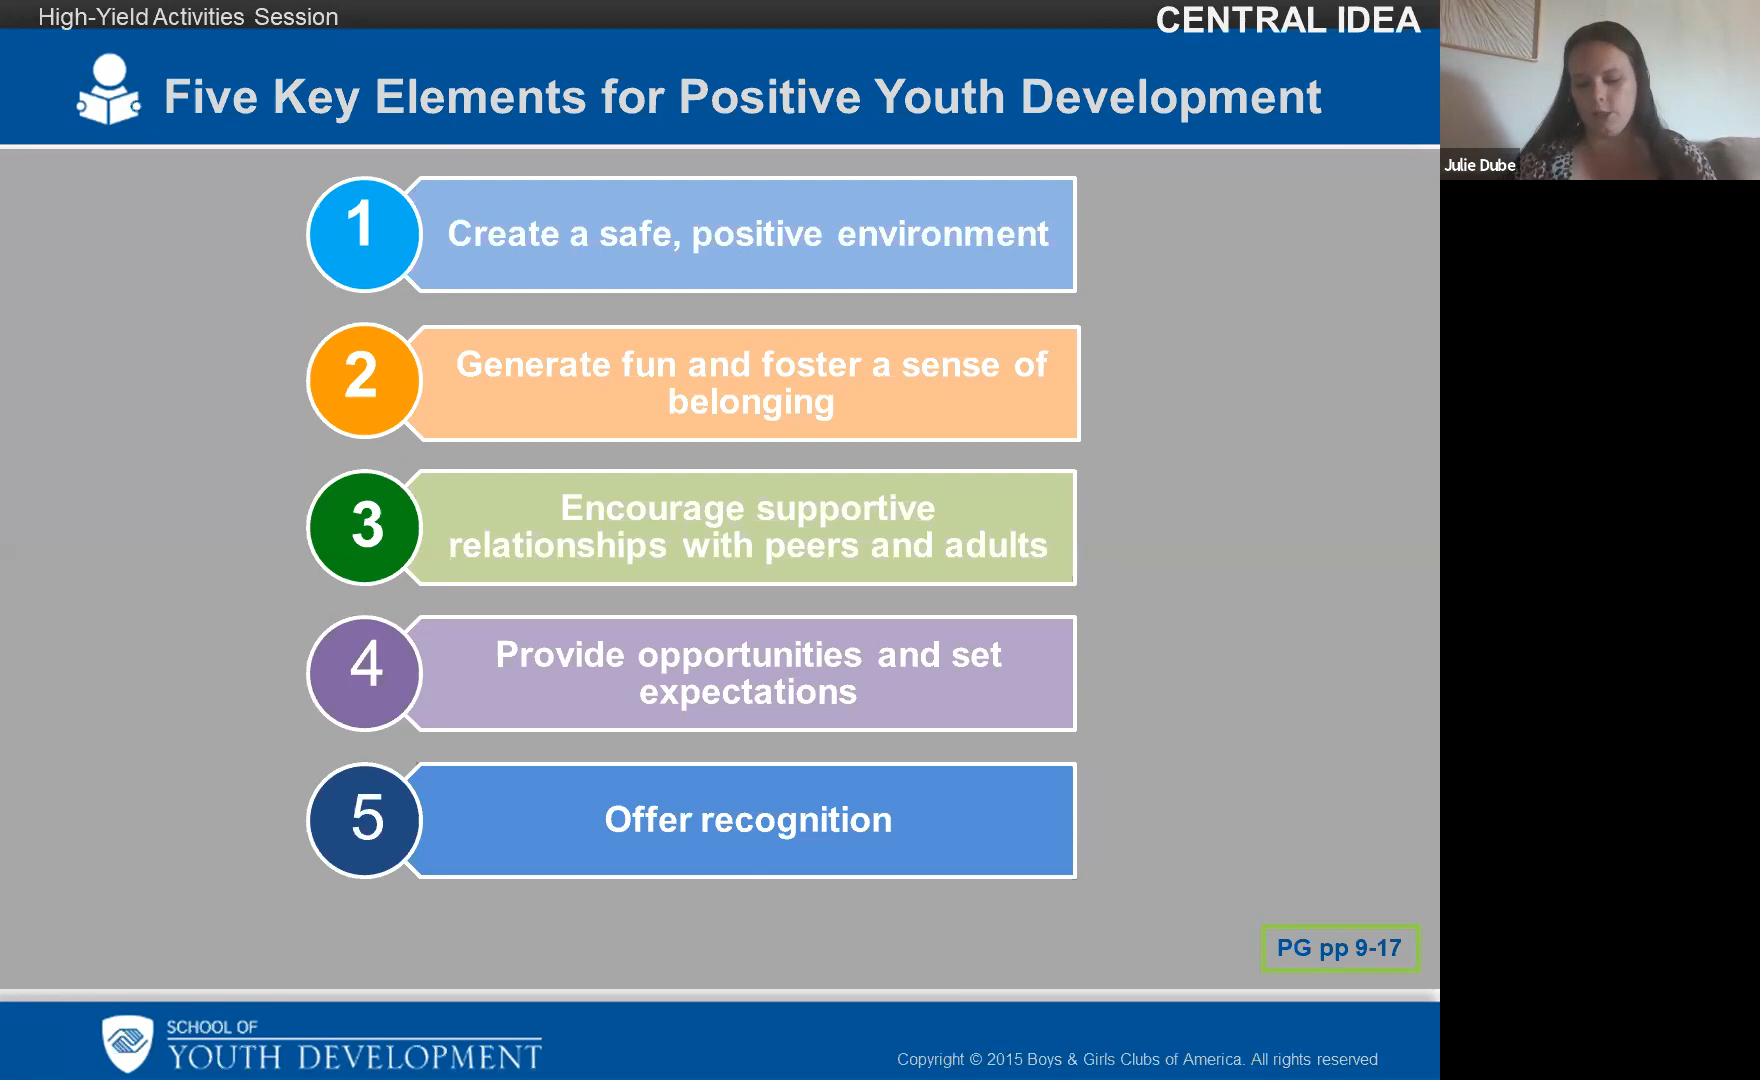 High-Yield Activities Session
CENTRAL IDEA
Five Key Elements for Positive Youth Development
1
Create a safe, positive environment
2
Generate fun and foster a sense of
belonging
3
Encourage supportive
relationships with peers and adults
4
Provide opportunities and set
expectations
5
Offer recognition
PG pp 9-17
SCHOOL OF
YOUTH DEVELOPMENT
Copyright © 2015 Boys & Girls Clubs of America. All rights reserved
Julie Dube